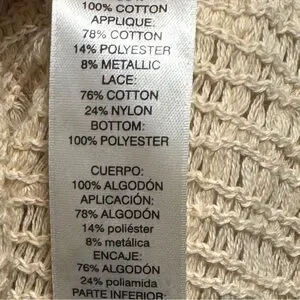 100% COTTON
APPLIQUE:
78% COTTON
14% POLYESTER
8% METALLIC
LACE:
76% COTTON
24% NYLON
BOTTOM:
100% POLYESTER
CUERPO:
100% ALGODÓN
APLICACIÓN:
78% ALGODÓN
14% poliéster
8% metálica
ENCAJE:
76% ALGODÓN
24% poliamida
PARTE INFERIOR: